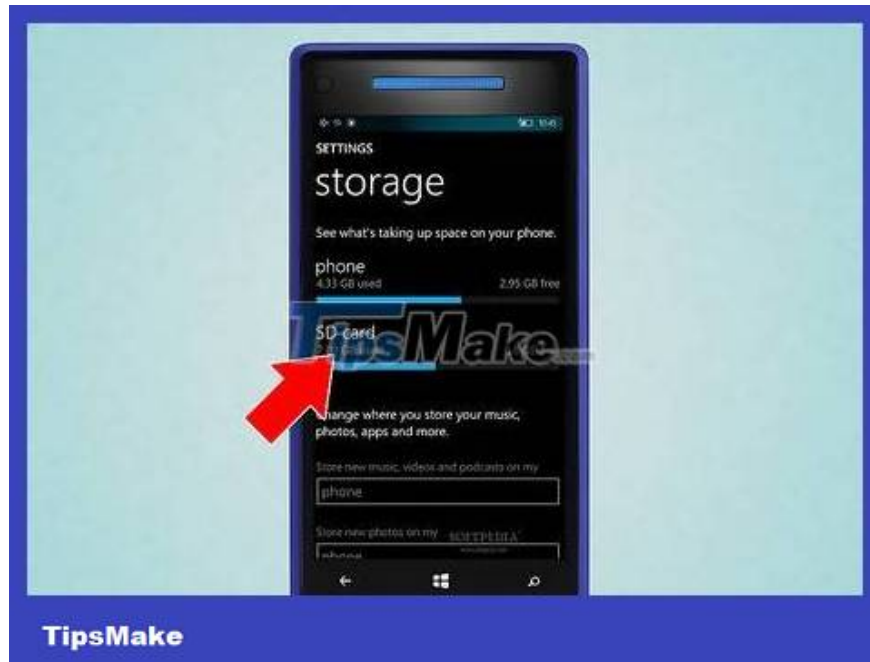 SETTINGS
storage
See what's taking up space on your phone.
phone
4.33 GB used 2.95 GB free
SD card
TipsMake.com
Change where you store your music,
photos, apps and more.
Store new music, videos and podcasts on my
phone
Store new photos on my
SOFTPEDIA
phone
TipsMake